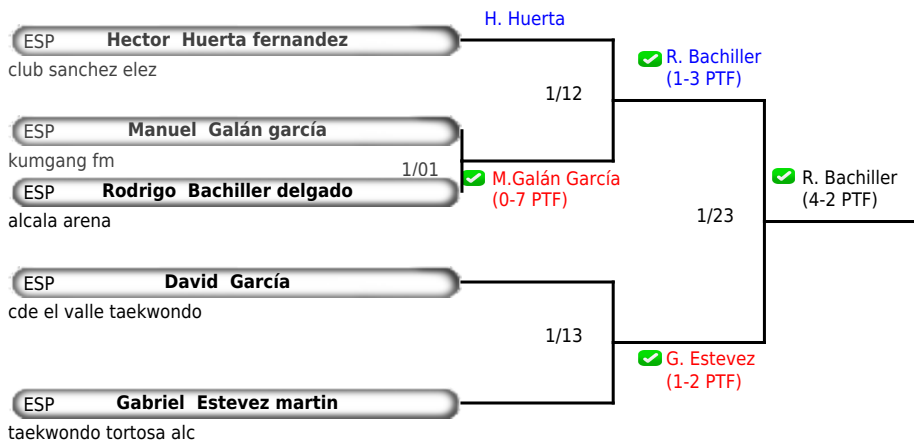 H. Huerta
ESP Hector Huerta fernandez
club sanchez elez
R. Bachiller
(1-3 PTF)
1/12
ESP Manuel Galán garcía
kumgang fm
1/01
M.Galán García
(0-7 PTF)
ESP Rodrigo Bachiller delgado
alcala arena
R. Bachiller
(4-2 PTF)
1/23
ESP David García
cde el valle taekwondo
1/13
G. Estevez
(1-2 PTF)
ESP Gabriel Estevez martin
taekwondo tortosa alc